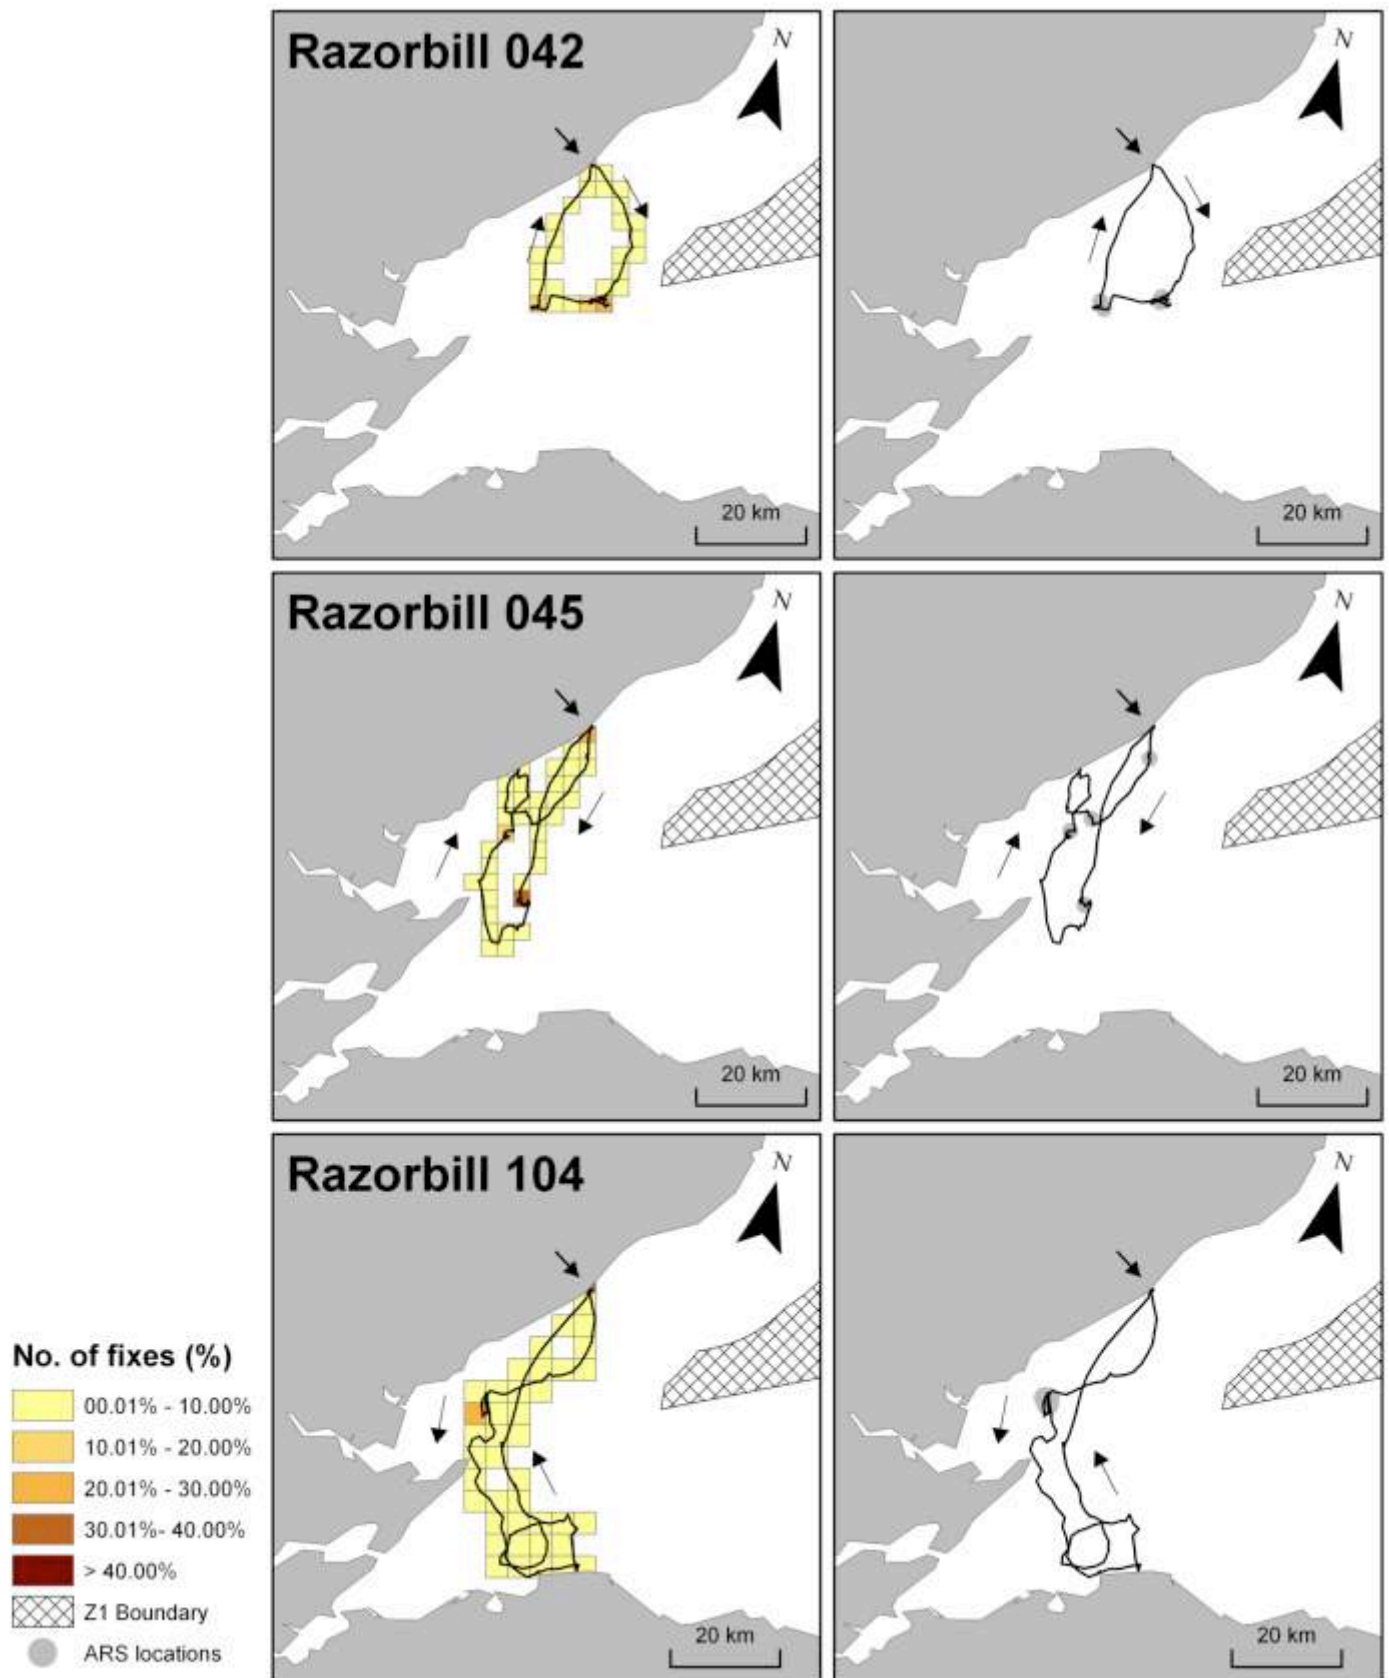 Razorbill 042
N
N
20 km
20 km
Razorbill 045
N
N
20 km
20 km
Razorbill 104
N
N
No. of fixes (%)
00.01% - 10.00%
10.01% - 20.00%
20.01% - 30.00%
30.01%- 40.00%
> 40.00%
Z1 Boundary
ARS locations
20 km
20 km